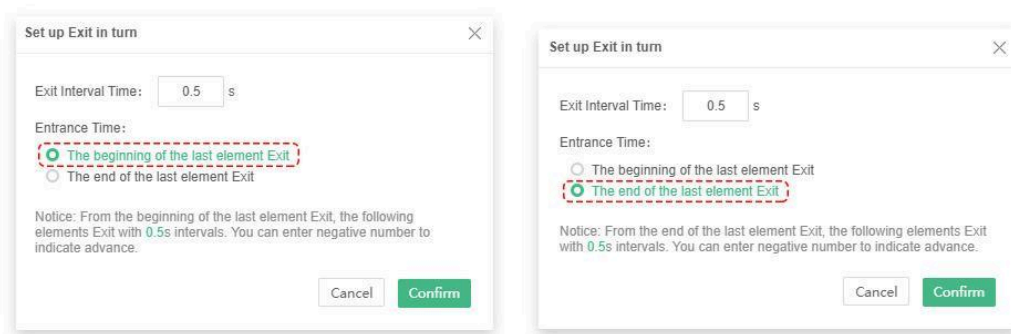 Set up Exit in turn
Exit Interval Time: 0.5 s
Entrance Time:
The beginning of the last element Exit
The end of the last element Exit
Notice: From the beginning of the last element Exit, the following
elements Exit with 0.5s intervals. You can enter negative number to
indicate advance.
Cancel Confirm
Set up Exit in turn
Exit Interval Time: 0.5 s
Entrance Time:
The beginning of the last element Exit
The end of the last element Exit
Notice: From the end of the last element Exit, the following elements Exit
with 0.5s intervals. You can enter negative number to indicate advance.
Cancel Confirm